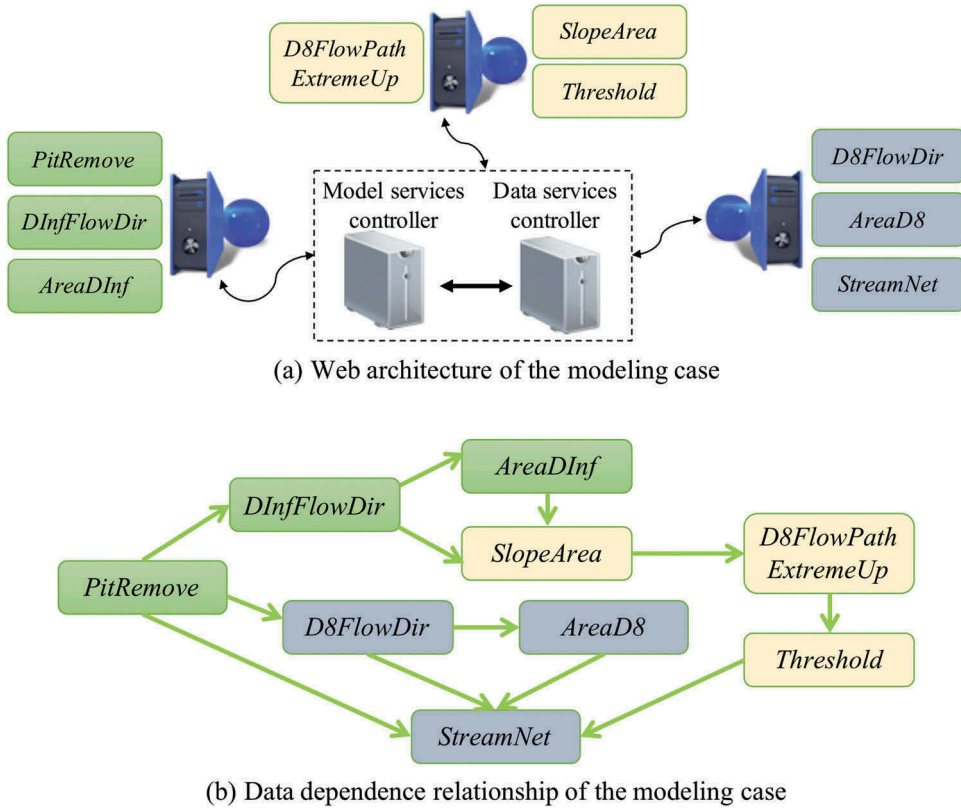 D8FlowPath
ExtremeUp
SlopeArea
Threshold
PitRemove
DInfFlowDir
AreaDInf
Model services
controller
Data services
controller
D8FlowDir
AreaD8
StreamNet
(a) Web architecture of the modeling case
AreaDInf
DInfFlowDir
SlopeArea
D8FlowPath
ExtremeUp
PitRemove
D8FlowDir
AreaD8
Threshold
StreamNet
(b) Data dependence relationship of the modeling case